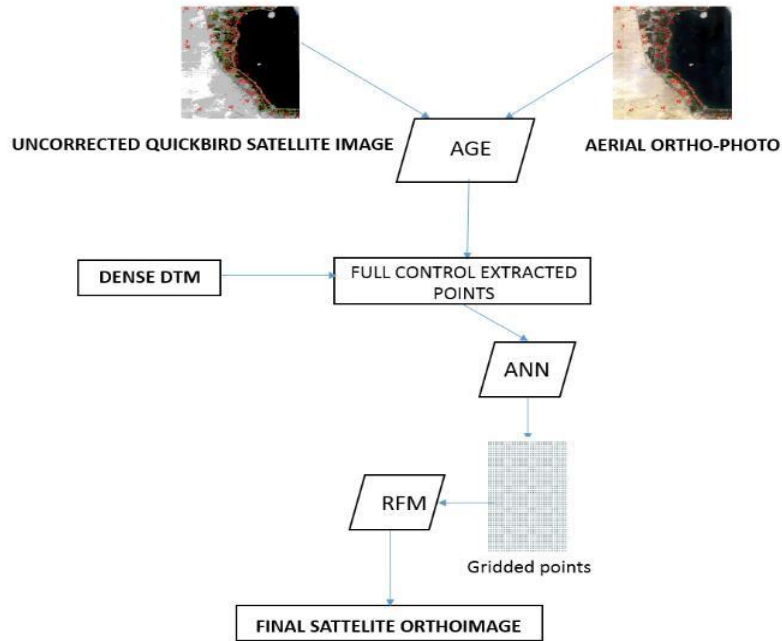 UNCORRECTED QUICKBIRD SATELLITE IMAGE
AERIAL ORTHO-PHOTO
AGE
DENSE DTM
FULL CONTROL EXTRACTED
POINTS
ANN
RFM
Gridded points
FINAL SATTELITE ORTHOIMAGE